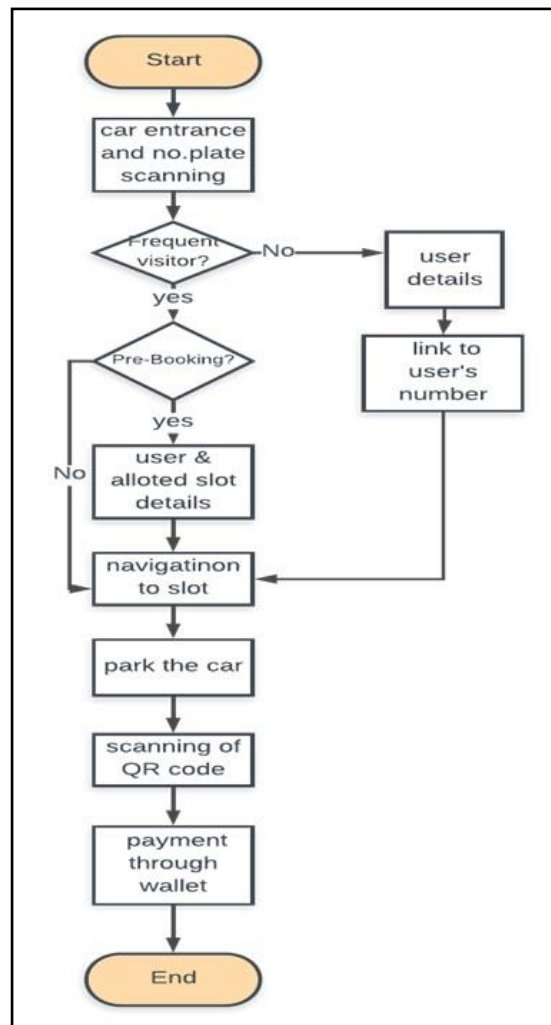 Start
car entrance
and no.plate
scanning
Frequent
visitor?
No
user
details
yes
link to
user's
number
Pre-Booking?
yes
No
user &
alloted slot
details
navigatinon
to slot
park the car
scanning of
QR code
payment
through
wallet
End